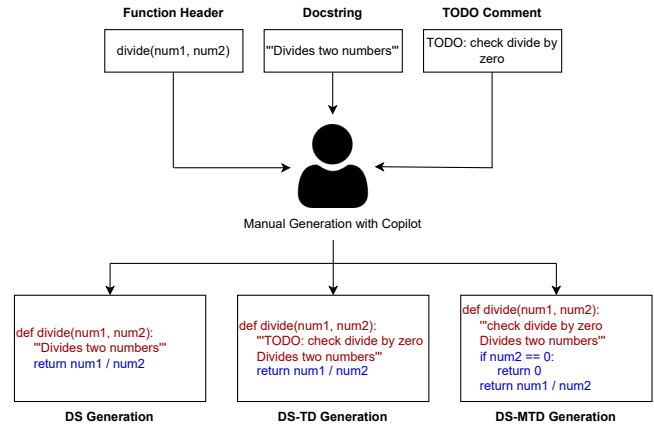 Function Header
Docstring
TODO Comment
divide(num1, num2)
'"Divides two numbers'"
TODO: check divide by
zero
Manual Generation with Copilot
def divide(num1, num2):
'"Divides two numbers'"
return num1 / num2
DS Generation
def divide(num1, num2):
'"TODO: check divide by zero
Divides two numbers'"
return num1 / num2
DS-TD Generation
def divide(num1, num2):
'"check divide by zero
Divides two numbers'"
if num2 == 0:
return 0
return num1 / num2
DS-MTD Generation